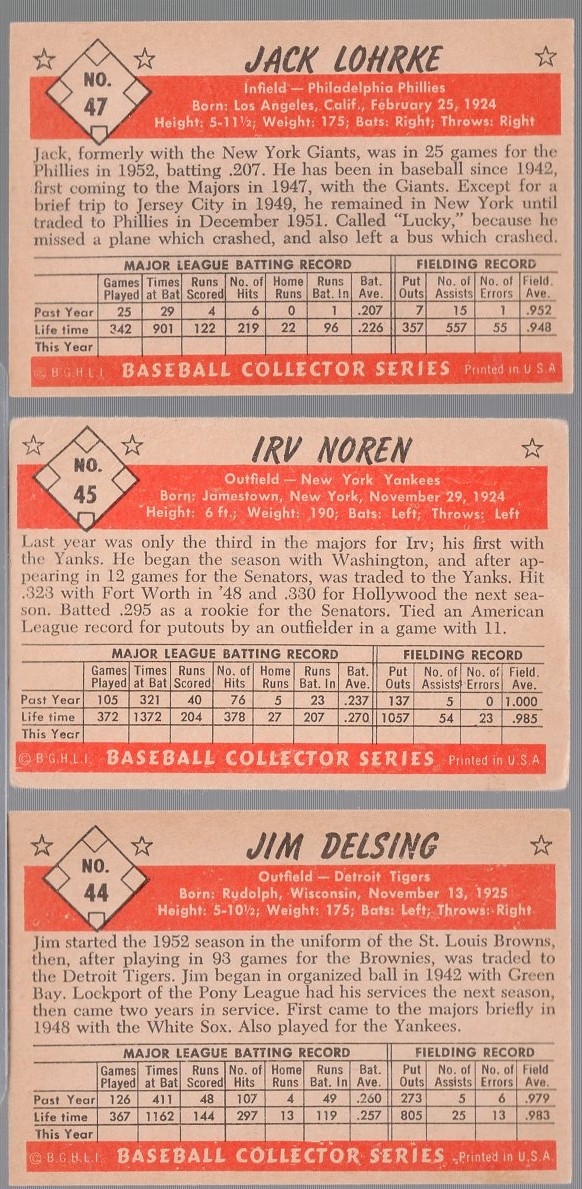 JACK LOHRKE
NO.
47
Infield — Philadelphia Phillies
Born: Los Angeles, Calif., February 25, 1924
Height: 5-11½; Weight: 175; Bats: Right; Throws: Right
Jack, formerly with the New York Giants, was in 25 games for the
Phillies in 1952, batting .207. He has been in baseball since 1942,
first coming to the Majors in 1947, with the Giants. Except for a
brief trip to Jersey City in 1949, he remained in New York until
traded to Phillies in December 1951. Called "Lucky," because he
missed a plane which crashed, and also left a bus which crashed.
MAJOR LEAGUE BATTING RECORD FIELDING RECORD
Games Times Runs No. of Home Runs Bat. Put No. of No. of Field.
Played at Bat Scored Hits Runs Bat. In Ave. Outs Assists Errors Ave.
Past Year 25 29 4 6 0 1 .207 7 15 1 .952
Life time 342 901 122 219 22 96 .226 357 557 55 .948
This Year
© B.G.H.L.I. BASEBALL COLLECTOR SERIES Printed in U.S.A
IRV NOREN
NO.
45
Outfield — New York Yankees
Born: Jamestown, New York, November 29, 1924
Height: 6 ft.; Weight: 190; Bats: Left; Throws: Left
Last year was only the third in the majors for Irv; his first with
the Yanks. He began the season with Washington, and after ap-
pearing in 12 games for the Senators, was traded to the Yanks. Hit
.323 with Fort Worth in '48 and .330 for Hollywood the next sea-
son. Batted .295 as a rookie for the Senators. Tied an American
League record for putouts by an outfielder in a game with 11.
MAJOR LEAGUE BATTING RECORD FIELDING RECORD
Games Times Runs No. of Home Runs Bat. Put No. of No. of Field.
Played at Bat Scored Hits Runs Bat. In Ave. Outs Assists Errors Ave.
Past Year 105 321 40 76 5 23 .237 137 5 0 1.000
Life time 372 1372 204 378 27 207 .270 1057 54 23 .985
This Year
© B.G.H.L.I. BASEBALL COLLECTOR SERIES Printed in U.S.A.
JIM DELSING
NO.
44
Outfield — Detroit Tigers
Born: Rudolph, Wisconsin, November 13, 1925
Height: 5-10½; Weight: 175; Bats: Left; Throws: Right
Jim started the 1952 season in the uniform of the St. Louis Browns,
then, after playing in 93 games for the Brownies, was traded to
the Detroit Tigers. Jim began in organized ball in 1942 with Green
Bay. Lockport of the Pony League had his services the next season,
then came two years in service. First came to the majors briefly in
1948 with the White Sox. Also played for the Yankees.
MAJOR LEAGUE BATTING RECORD FIELDING RECORD
Games Times Runs No. of Home Runs Bat. Put No. of No. of Field
Played at Bat Scored Hits Runs Bat. In Ave. Outs Assists Errors Ave.
Past Year 126 411 48 107 4 49 .260 273 5 6 .979
Life time 367 1162 144 297 13 119 .257 805 25 13 .983
This Year
© B.G.H.L.I. BASEBALL COLLECTOR SERIES Printed in U.S.A.